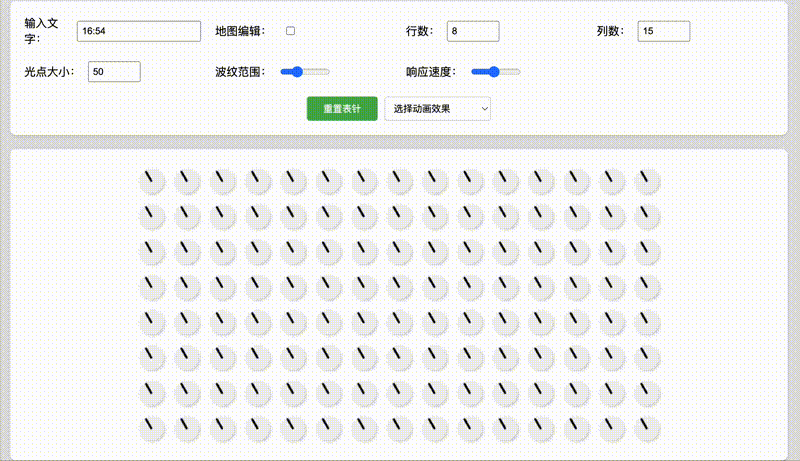 输入文字： 16:54 地图编辑： 行数： 8 列数： 15
光点大小： 50 波纹范围： 响应速度：
重置表针 选择动画效果